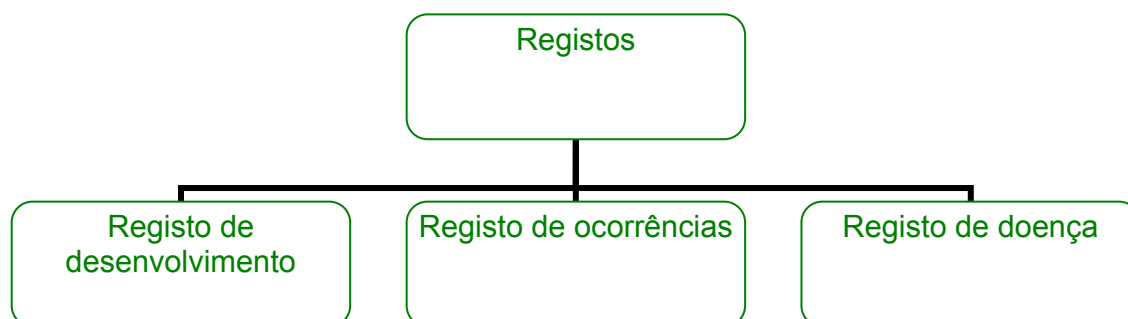 Registos
Registo de
desenvolvimento
Registo de ocorrências
Registo de doença